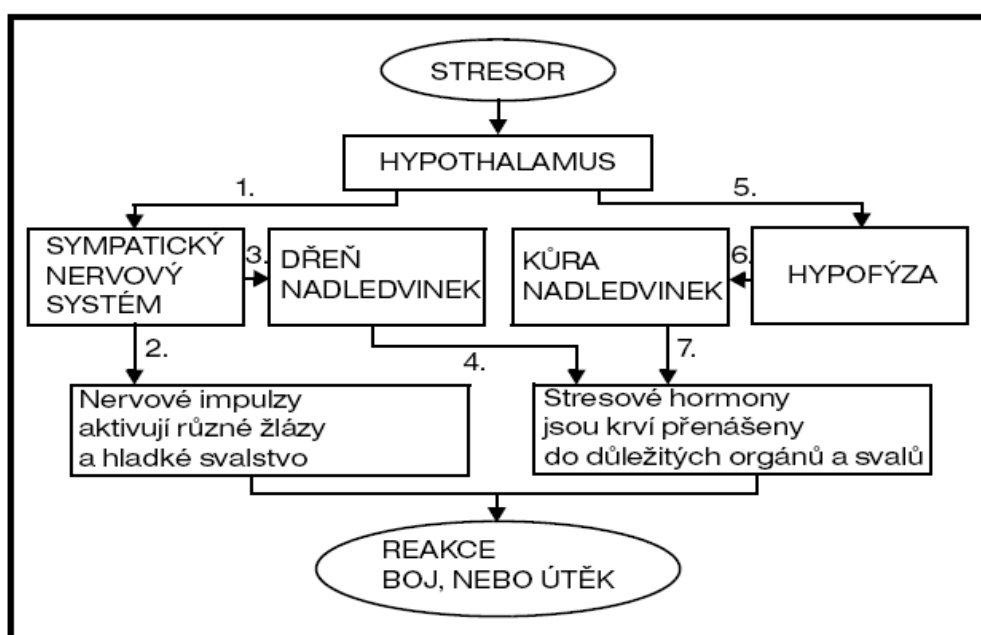 STRESOR
HYPOTHALAMUS
1.
5.
SYMPATICKÝ
NERVOVÝ
SYSTÉM
3.
DŘEŇ
NADLEDVINEK
KŮRA
NADLEDVINEK
6.
HYPOFÝZA
2.
4.
7.
Nervové impulzy
aktivují různé žlázy
a hladké svalstvo
Stresové hormony
jsou krví přenášeny
do důležitých orgánů a svalů
REAKCE
BOJ, NEBO ÚTĚK